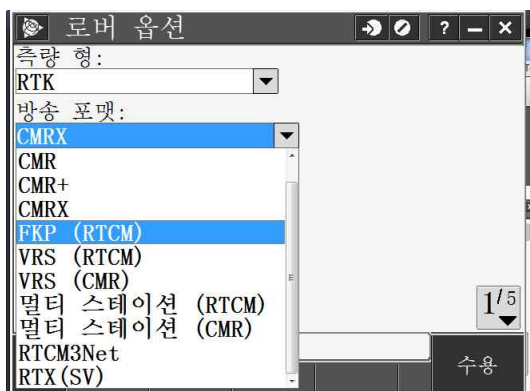 로버 옵션 ? – ×
측량 형:
RTK
방송 포맷:
CMRX
CMR
CMR+
CMRX
FKP (RTCM)
VRS (RTCM)
VRS (CMR)
멀티 스테이션 (RTCM)
멀티 스테이션 (CMR)
RTCM3Net
RTX(SV)
1/5
수용